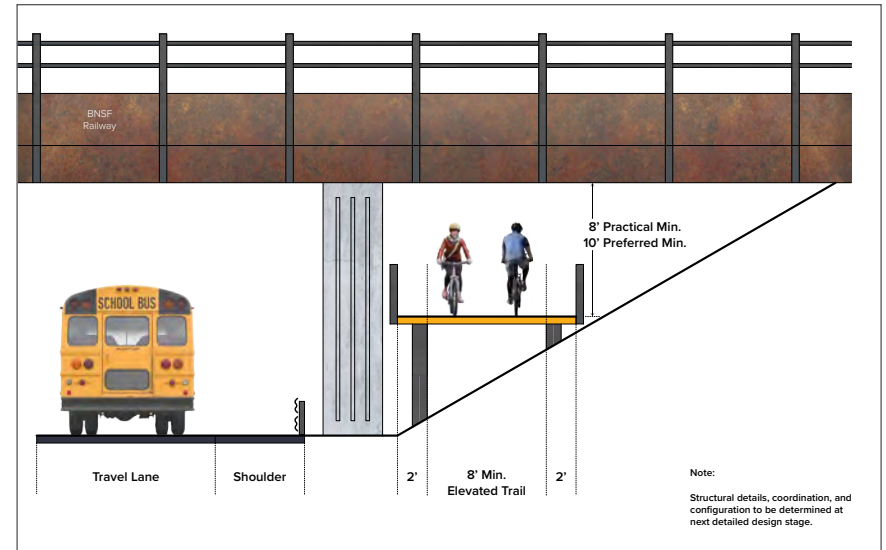 BNSF
Railway
8’ Practical Min.
10’ Preferred Min.
SCHOOL BUS
Travel Lane
Shoulder
2’
8’ Min.
Elevated Trail
2’
Note:
Structural details, coordination, and
configuration to be determined at
next detailed design stage.